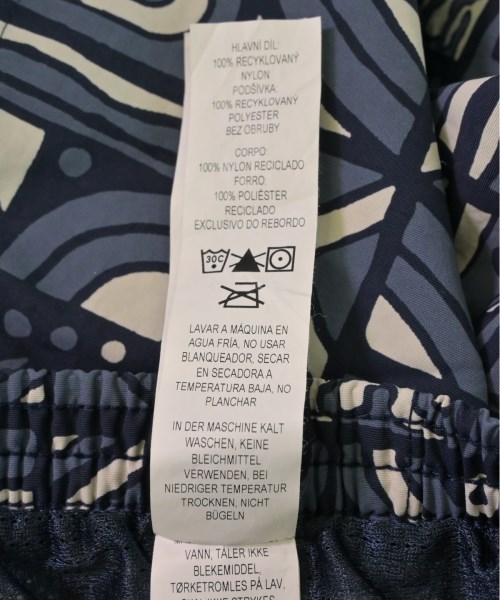 HLAVNÍ DÍL:
100% RECYKLOVANÝ
NYLON
PODŠÍVKA:
100% RECYKLOVANÝ
POLYESTER
BEZ OBRUBY
CORPO:
100% NYLON RECICLADO
FORRO:
100% POLIÉSTER
RECICLADO
EXCLUSIVO DO REBORDO
30C
LAVAR A MÁQUINA EN
AGUA FRÍA, NO USAR
BLANQUEADOR, SECAR
EN SECADORA A
TEMPERATURA BAJA, NO
PLANCHAR
IN DER MASCHINE KALT
WASCHEN, KEINE
BLEICHMITTEL
VERWENDEN, BEI
NIEDRIGER TEMPERATUR
TROCKNEN, NICHT
BÜGELN
VANN, TÅLER IKKE
BLEKEMIDDEL,
TØRKETROMLES PÅ LAV,
IKKE STRYKES